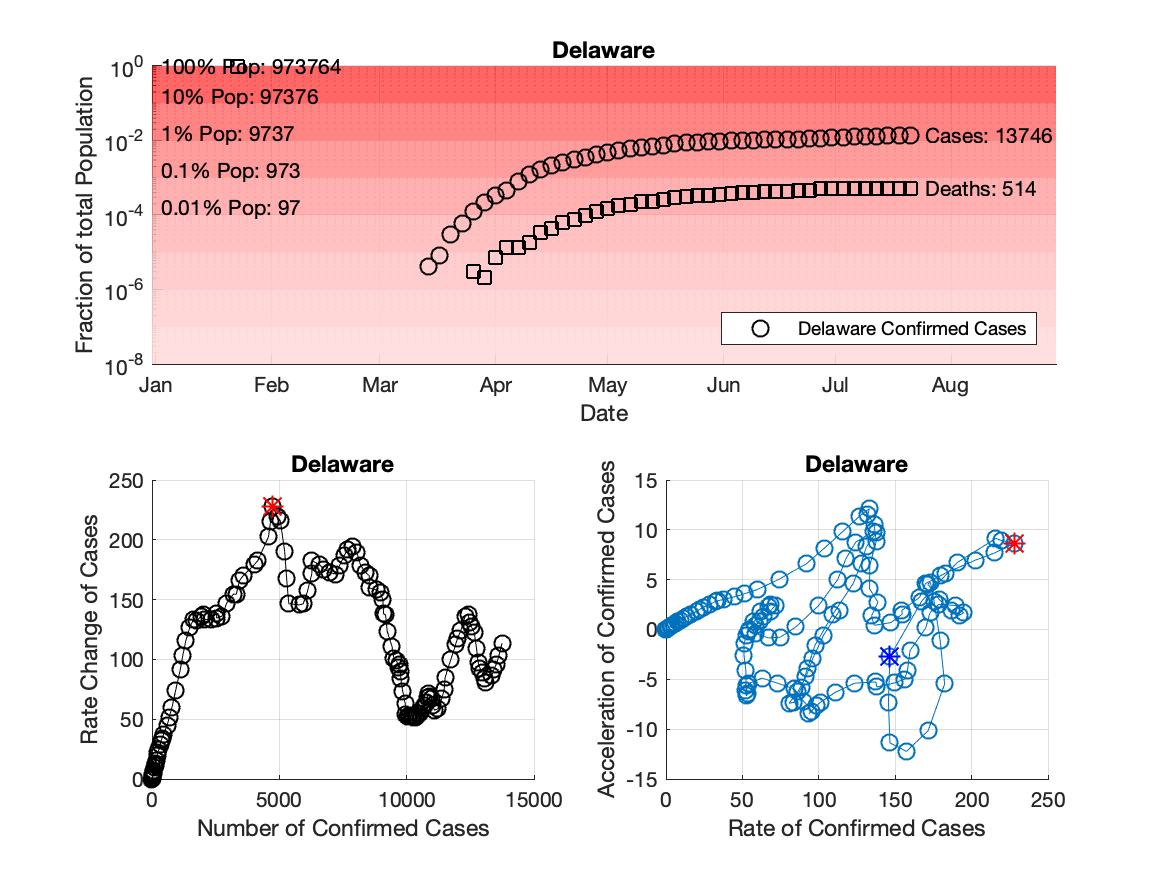 Delaware
Fraction of total Population
10^0
10^-2
10^-4
10^-6
10^-8
100% Pop: 973764
10% Pop: 97376
1% Pop: 9737
0.1% Pop: 973
0.01% Pop: 97
Cases: 13746
Deaths: 514
Delaware Confirmed Cases
Jan Feb Mar Apr May Jun Jul Aug
Date
Delaware
Rate Change of Cases
250
200
150
100
50
0
0 5000 10000 15000
Number of Confirmed Cases
Delaware
Acceleration of Confirmed Cases
15
10
5
0
-5
-10
-15
0 50 100 150 200 250
Rate of Confirmed Cases